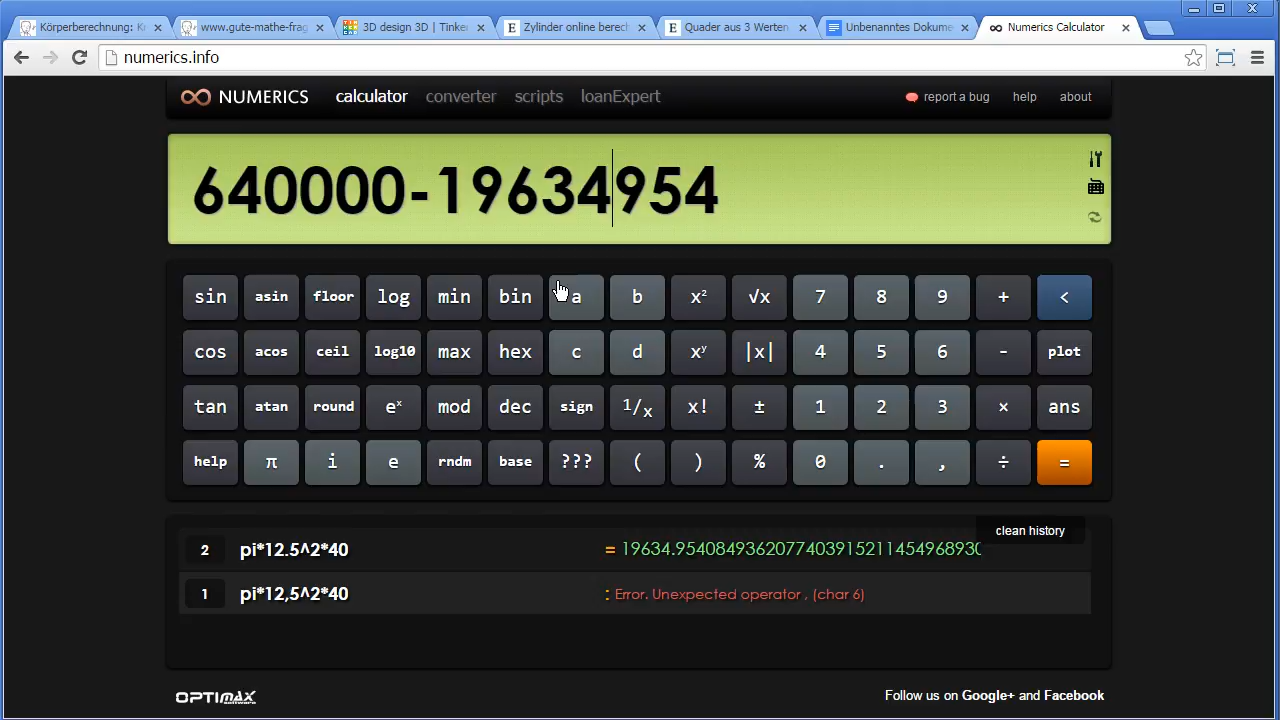 Körperberechnung: K
www.gute-mathe-frag
3D design 3D | Tinker
Zylinder online berech
Quader aus 3 Werten
Unbenanntes Dokume
Numerics Calculator
numerics.info
NUMERICS calculator converter scripts loanExpert report a bug help about
640000-19634954
sin asin floor log min bin a b x² √x 7 8 9 + <
cos acos ceil log10 max hex c d xʸ |x| 4 5 6 - plot
tan atan round eˣ mod dec sign 1/x x! ± 1 2 3 × ans
help π i e rndm base ??? ( ) % 0 . , ÷ =
clean history
2 pi*12.5^2*40 = 19634.9540849362077403915211454968930
1 pi*12,5^2*40 : Error. Unexpected operator , (char 6)
OPTIMAX software
Follow us on Google+ and Facebook